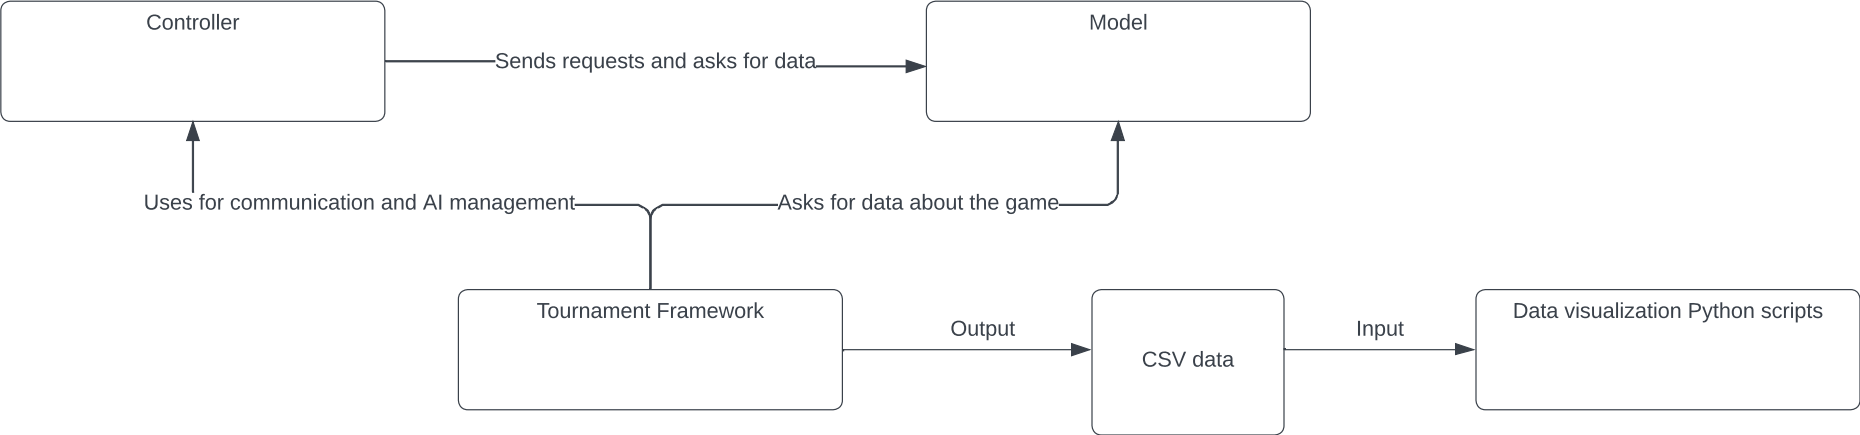 Controller
Model
Sends requests and asks for data
Uses for communication and AI management
Asks for data about the game
Tournament Framework
Output
CSV data
Input
Data visualization Python scripts